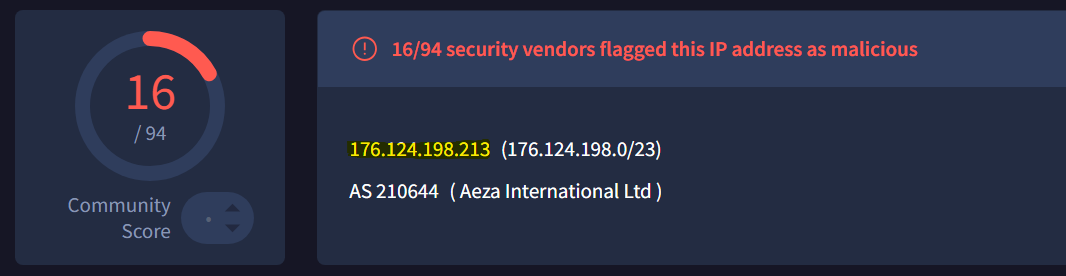 16
/ 94
Community
Score
16/94 security vendors flagged this IP address as malicious
176.124.198.213 (176.124.198.0/23)
AS 210644 ( Aeza International Ltd )